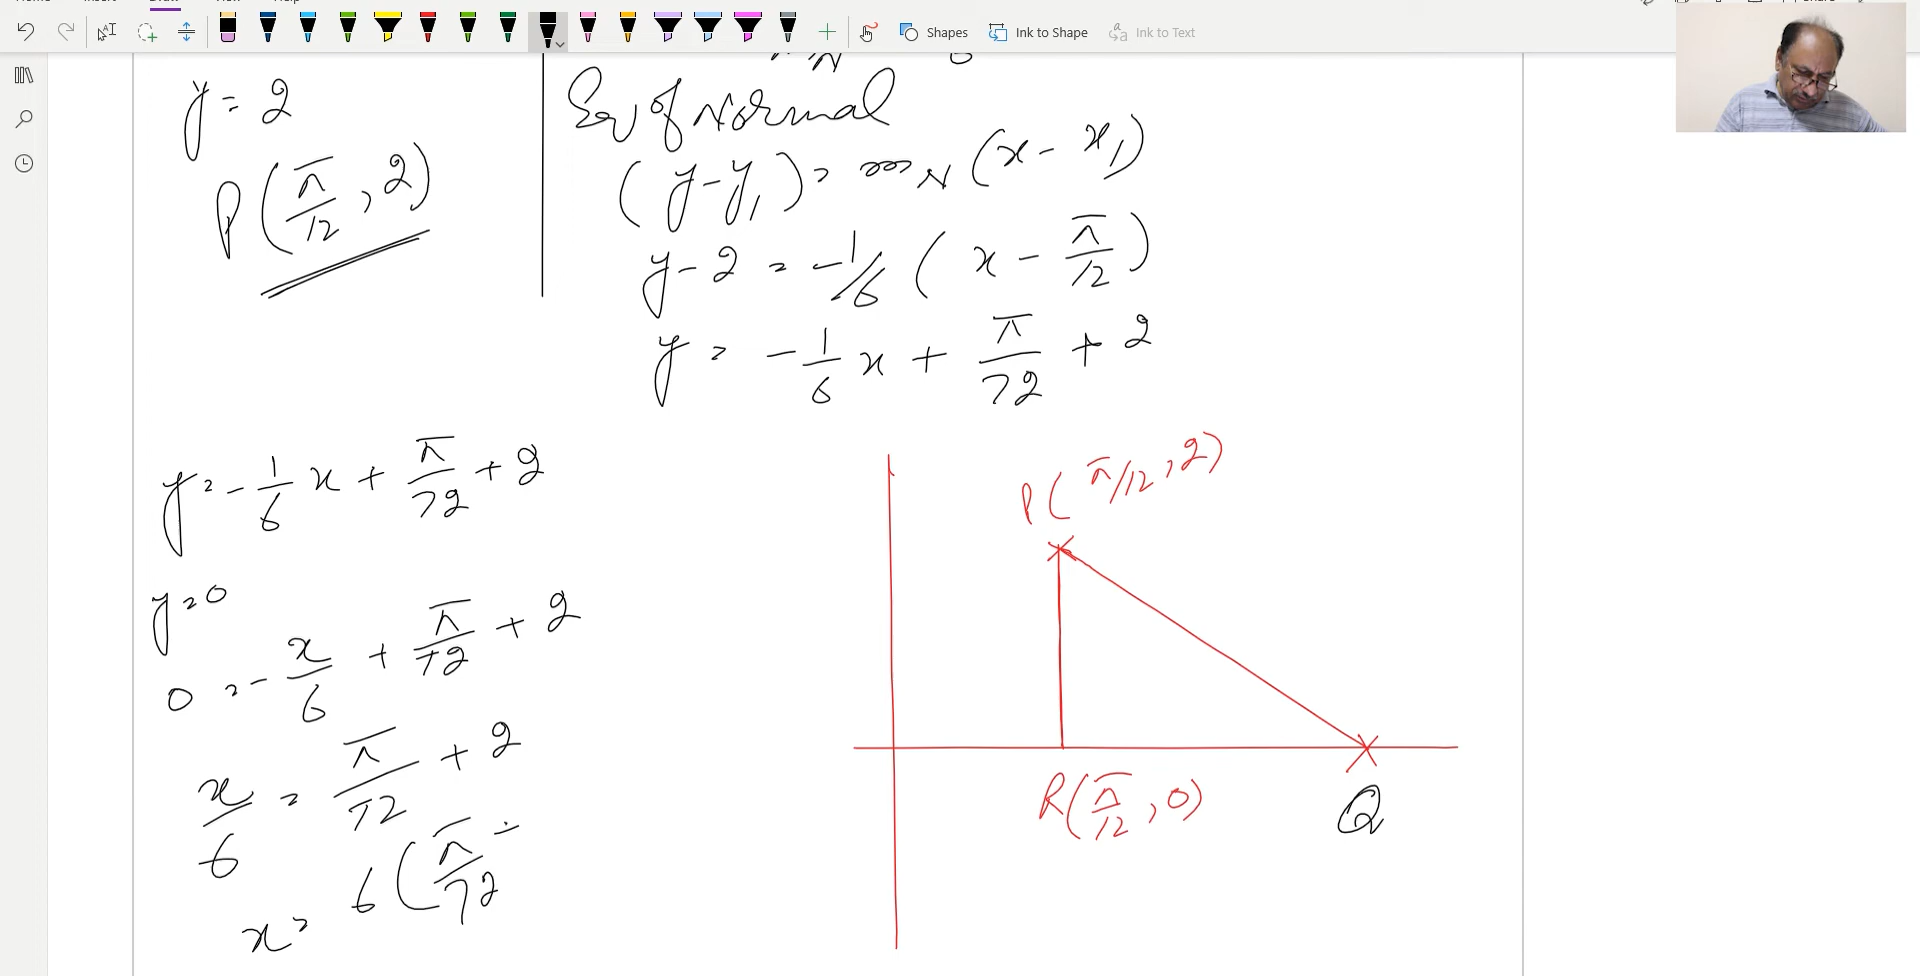 Shapes
Ink to Shape
Ink to Text
y = 2
P(π/12, 2)
Eq of Normal
(y - y₁) = m_N (x - x₁)
y - 2 = -1/6 (x - π/12)
y = -1/6 x + π/72 + 2
y = -1/6 x + π/72 + 2
y = 0
0 = -x/6 + π/72 + 2
x/6 = π/72 + 2
x = 6(π/72
P(π/12, 2)
R(π/12, 0)
Q